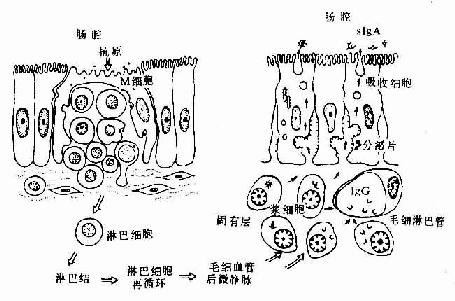 肠腔
抗原
M细胞
淋巴细胞
淋巴结
淋巴细胞
再循环
毛细血管
后微静脉
肠腔
sIgA
吸收细胞
分泌片
IgG
浆细胞
固有层
毛细淋巴管